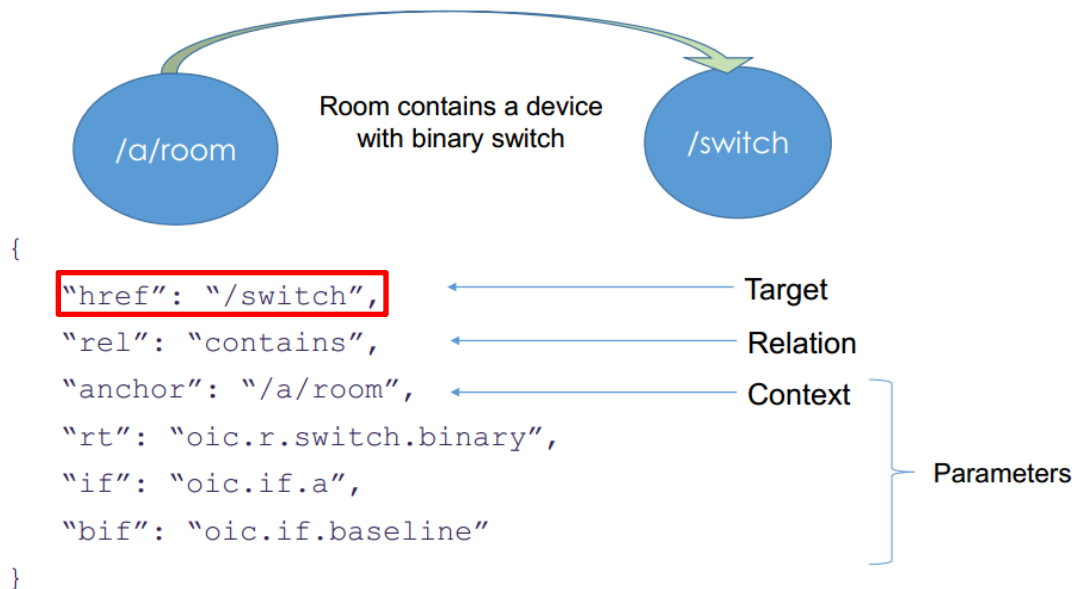 /a/room
Room contains a device
with binary switch
/switch
{
“href”: “/switch”,
Target
“rel”: “contains”,
Relation
“anchor”: “/a/room”,
Context
“rt”: “oic.r.switch.binary”,
“if”: “oic.if.a”,
Parameters
“bif”: “oic.if.baseline”
}